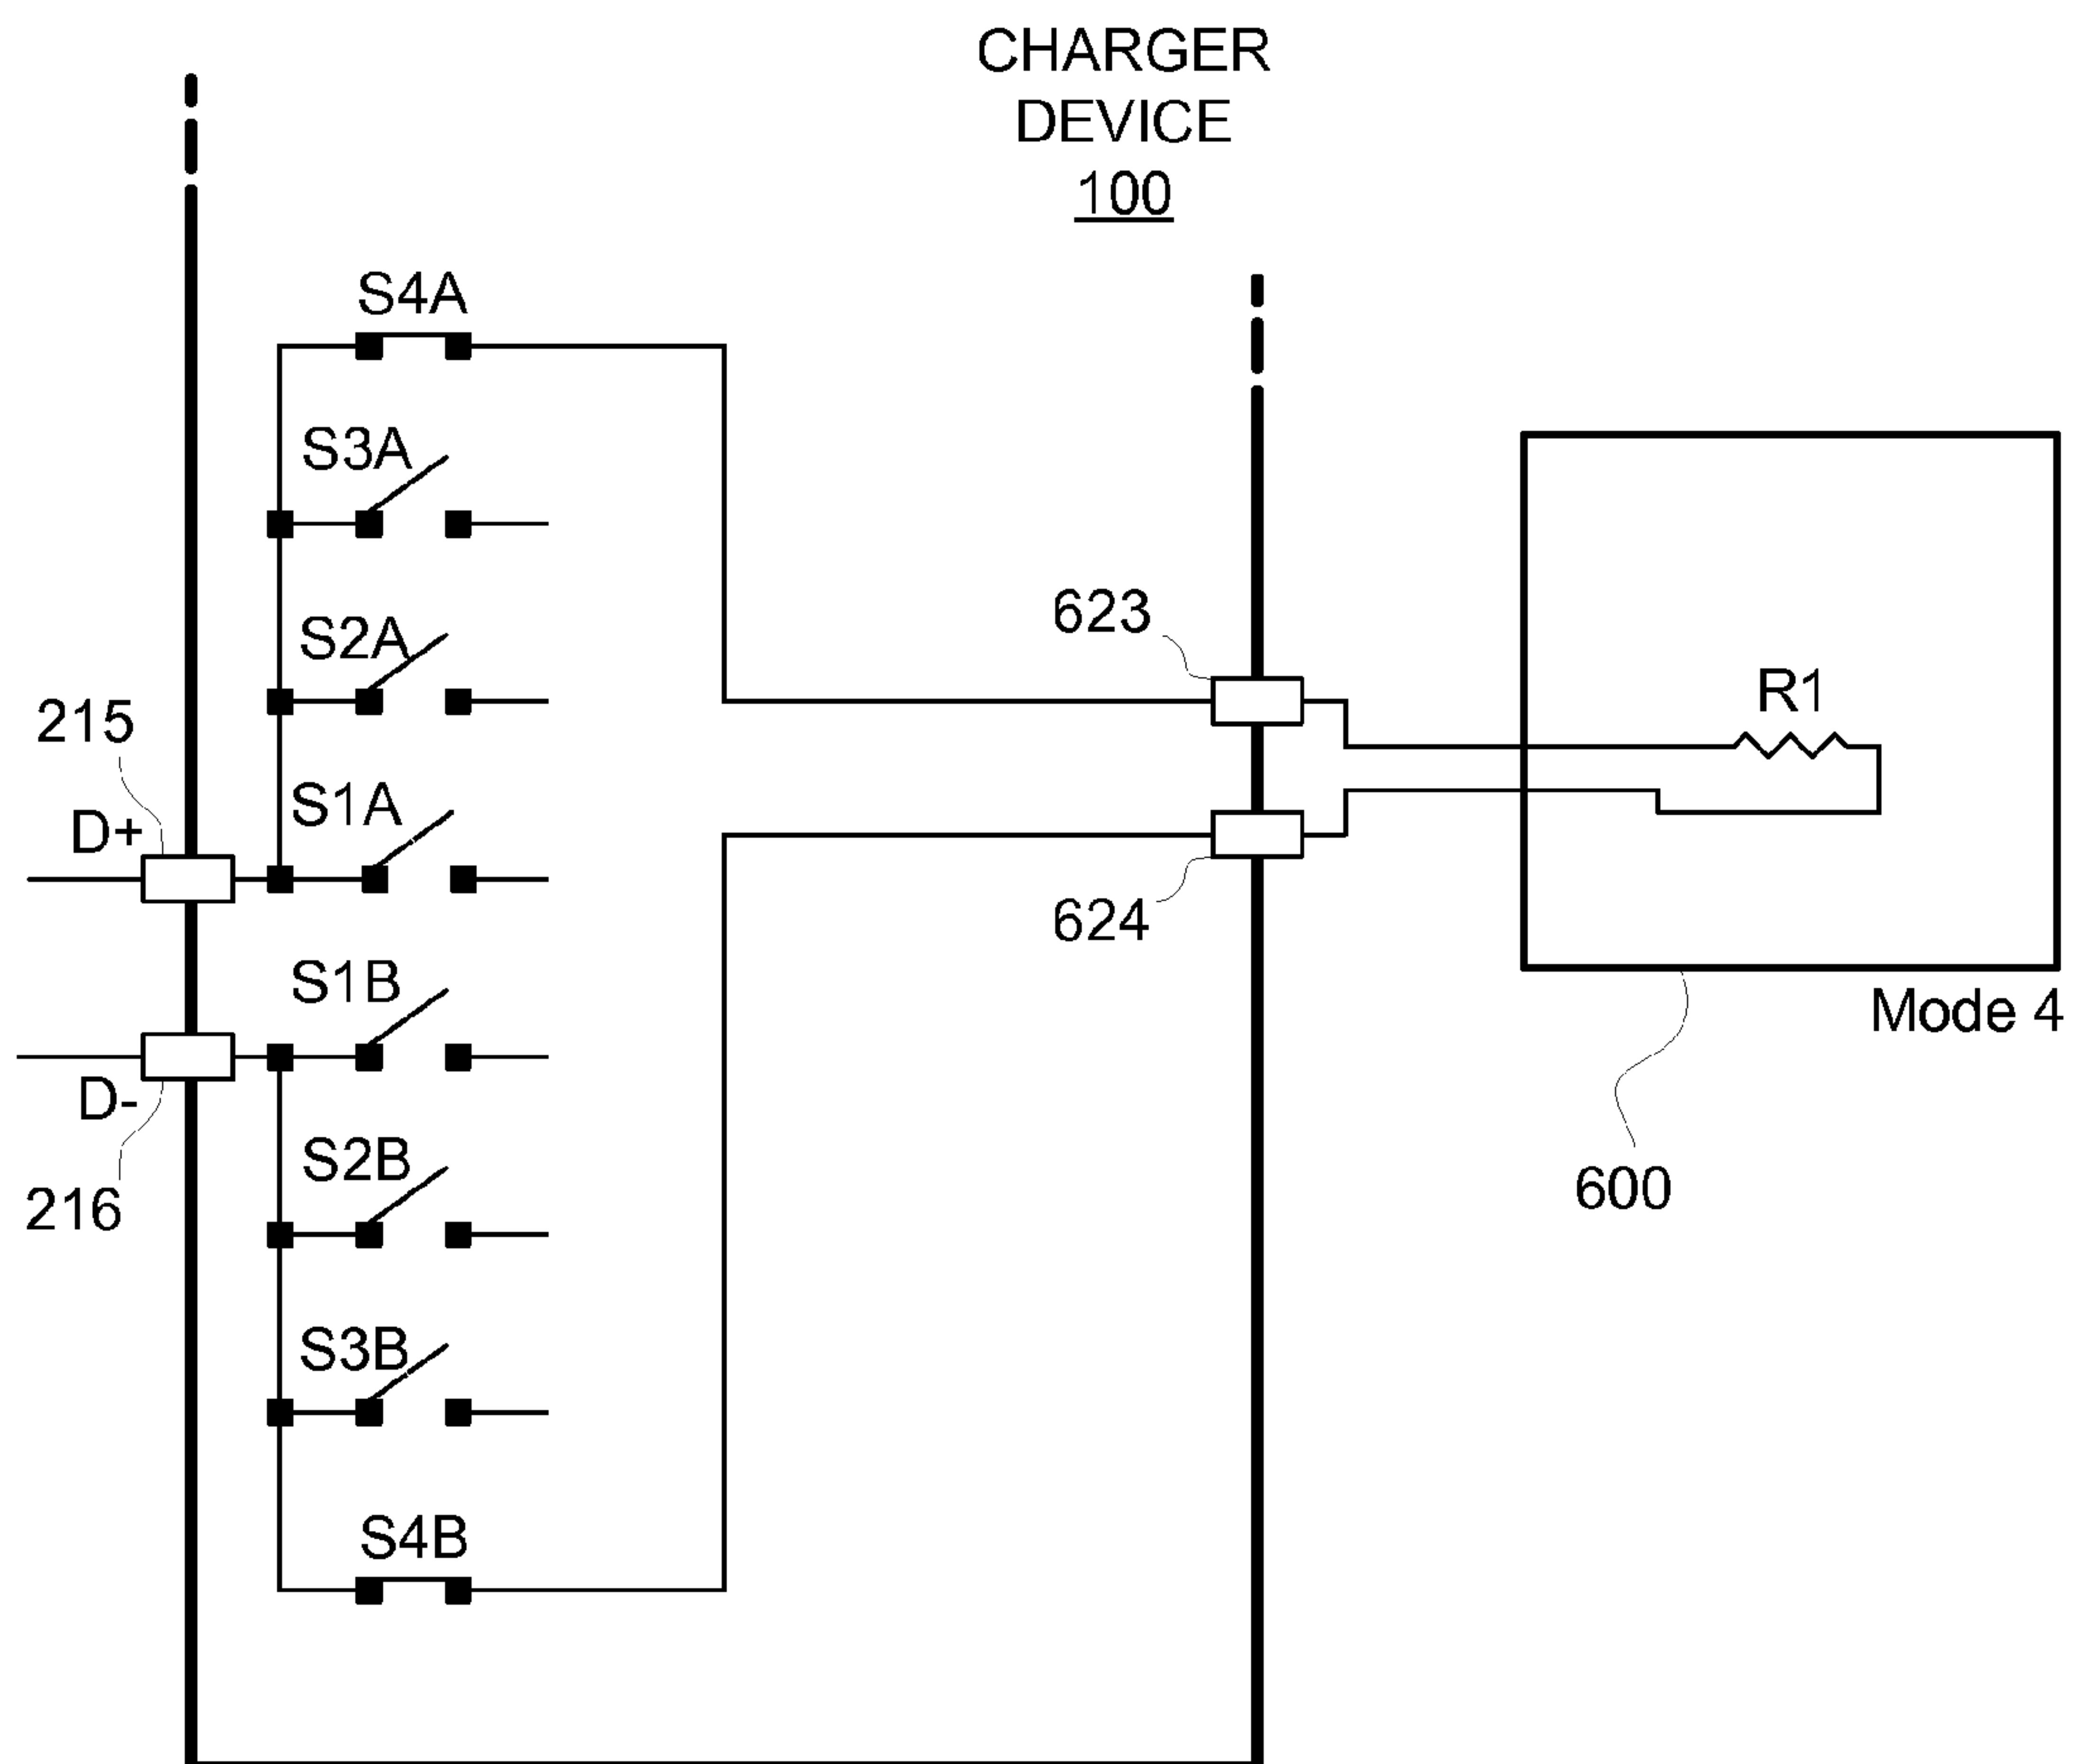 CHARGER
DEVICE
100
S4A
S3A
623
S2A
R1
215
S1A
D+
624
S1B
Mode 4
D-
S2B
600
216
S3B
S4B